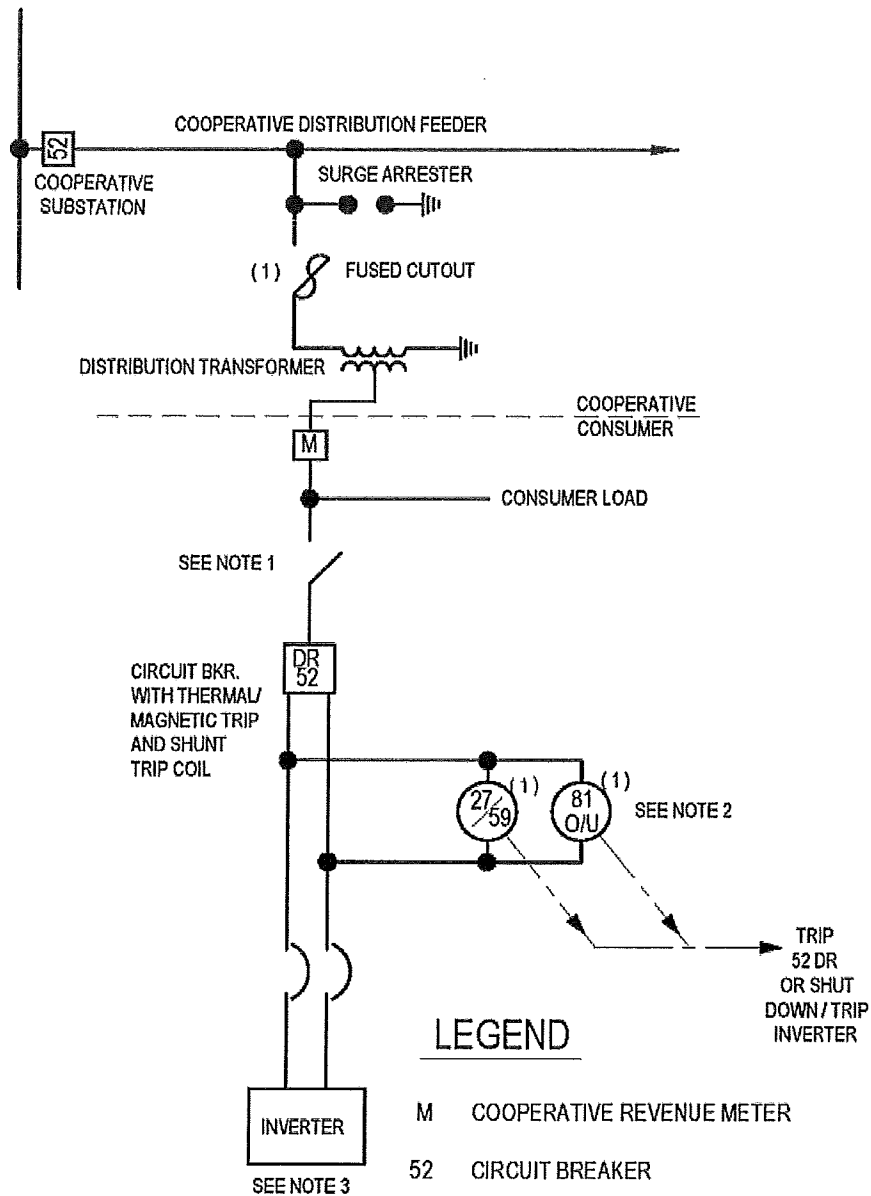 COOPERATIVE DISTRIBUTION FEEDER
52
COOPERATIVE
SUBSTATION
SURGE ARRESTER
(1)
FUSED CUTOUT
DISTRIBUTION TRANSFORMER
COOPERATIVE
CONSUMER
M
CONSUMER LOAD
SEE NOTE 1
DR
52
CIRCUIT BKR.
WITH THERMAL/
MAGNETIC TRIP
AND SHUNT
TRIP COIL
27/59
(1)
81
O/U
(1)
SEE NOTE 2
TRIP
52 DR
OR SHUT
DOWN / TRIP
INVERTER
LEGEND
INVERTER
SEE NOTE 3
M COOPERATIVE REVENUE METER
52 CIRCUIT BREAKER